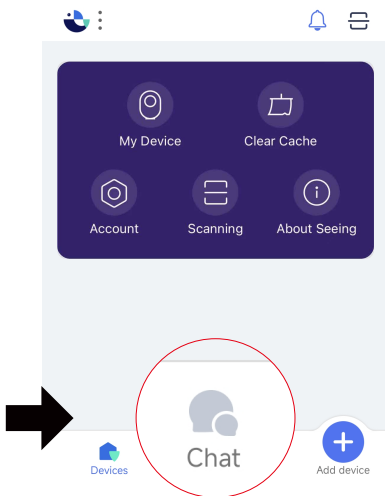 My Device
Clear Cache
Account
Scanning
About Seeing
Devices
Chat
Add device